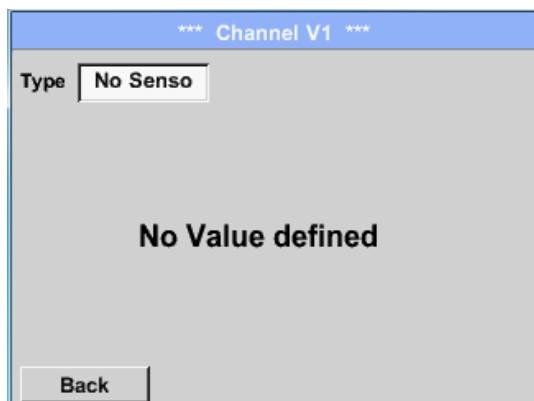 *** Channel V1 ***
Type No Senso
No Value defined
Back